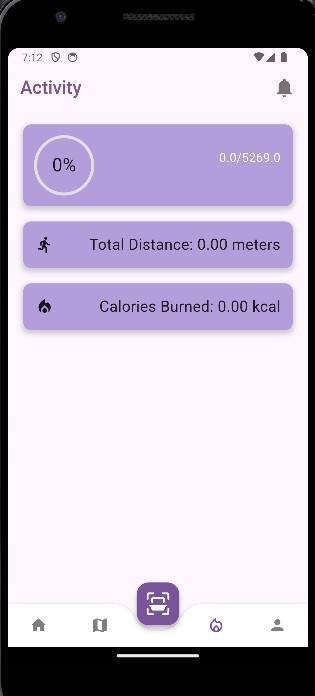 7:12
Activity
0%
0.0/5269.0
Total Distance: 0.00 meters
Calories Burned: 0.00 kcal